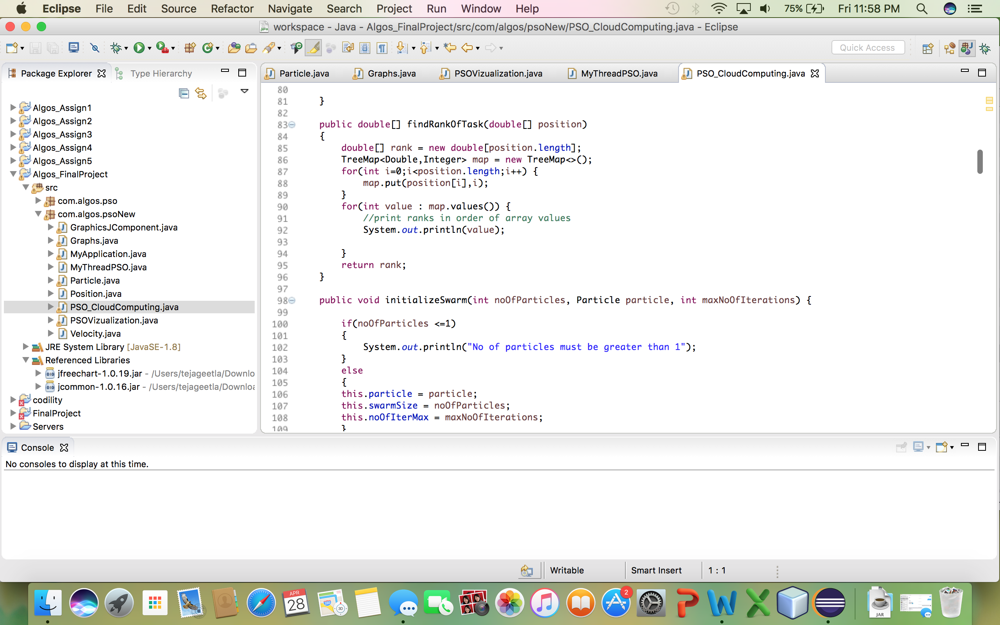 Eclipse File Edit Source Refactor Navigate Search Project Run Window Help 75% Fri 11:58 PM
workspace - Java - Algos_FinalProject/src/com/algos/psoNew/PSO_CloudComputing.java - Eclipse
Quick Access
Package Explorer Type Hierarchy
Algos_Assign1
Algos_Assign2
Algos_Assign3
Algos_Assign4
Algos_Assign5
Algos_FinalProject
src
com.algos.pso
com.algos.psoNew
GraphicsJComponent.java
Graphs.java
MyApplication.java
MyThreadPSO.java
Particle.java
Position.java
PSO_CloudComputing.java
PSOVizualization.java
Velocity.java
JRE System Library [JavaSE-1.8]
Referenced Libraries
jfreechart-1.0.19.jar - /Users/tejageetla/Downlo
jcommon-1.0.16.jar - /Users/tejageetla/Downloa
codility
FinalProject
Servers
Particle.java Graphs.java PSOVizualization.java MyThreadPSO.java PSO_CloudComputing.java
80
81 }
82
83 public double[] findRankOfTask(double[] position)
84 {
85 double[] rank = new double[position.length];
86 TreeMap<Double,Integer> map = new TreeMap<>();
87 for(int i=0;i<position.length;i++) {
88 map.put(position[i],i);
89 }
90 for(int value : map.values()) {
91 //print ranks in order of array values
92 System.out.println(value);
93
94 }
95 return rank;
96 }
97
98 public void initializeSwarm(int noOfParticles, Particle particle, int maxNoOfIterations) {
99
100 if(noOfParticles <=1)
101 {
102 System.out.println("No of particles must be greater than 1");
103 }
104 else
105 {
106 this.particle = particle;
107 this.swarmSize = noOfParticles;
108 this.noOfIterMax = maxNoOfIterations;
109 }
Console
No consoles to display at this time.
Writable Smart Insert 1 : 1
APR
28
280
3D
2
JAR